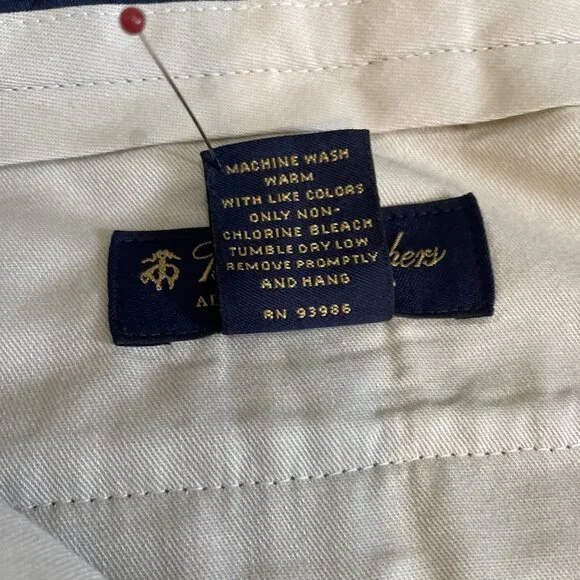 MACHINE WASH
WARM
WITH LIKE COLORS
ONLY NON-
CHLORINE BLEACH
TUMBLE DRY LOW
REMOVE PROMPTLY
AND HANG
RN 93986